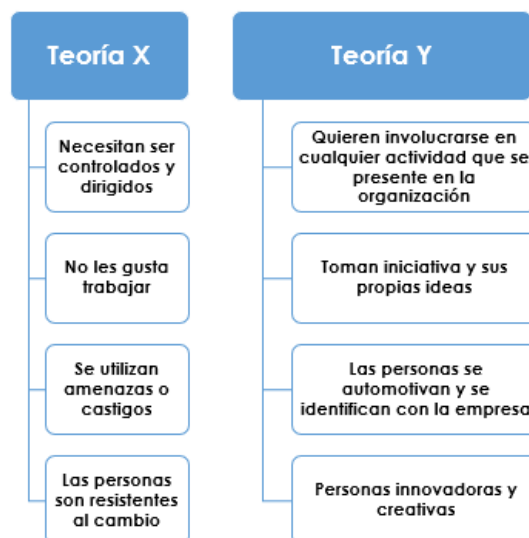 Teoría X
Necesitan ser
controlados y
dirigidos
No les gusta
trabajar
Se utilizan
amenazas o
castigos
Las personas
son resistentes
al cambio
Teoría Y
Quieren involucrarse en
cualquier actividad que se
presente en la
organización
Toman iniciativa y sus
propias ideas
Las personas se
automotivan y se
identifican con la empresa
Personas innovadoras y
creativas